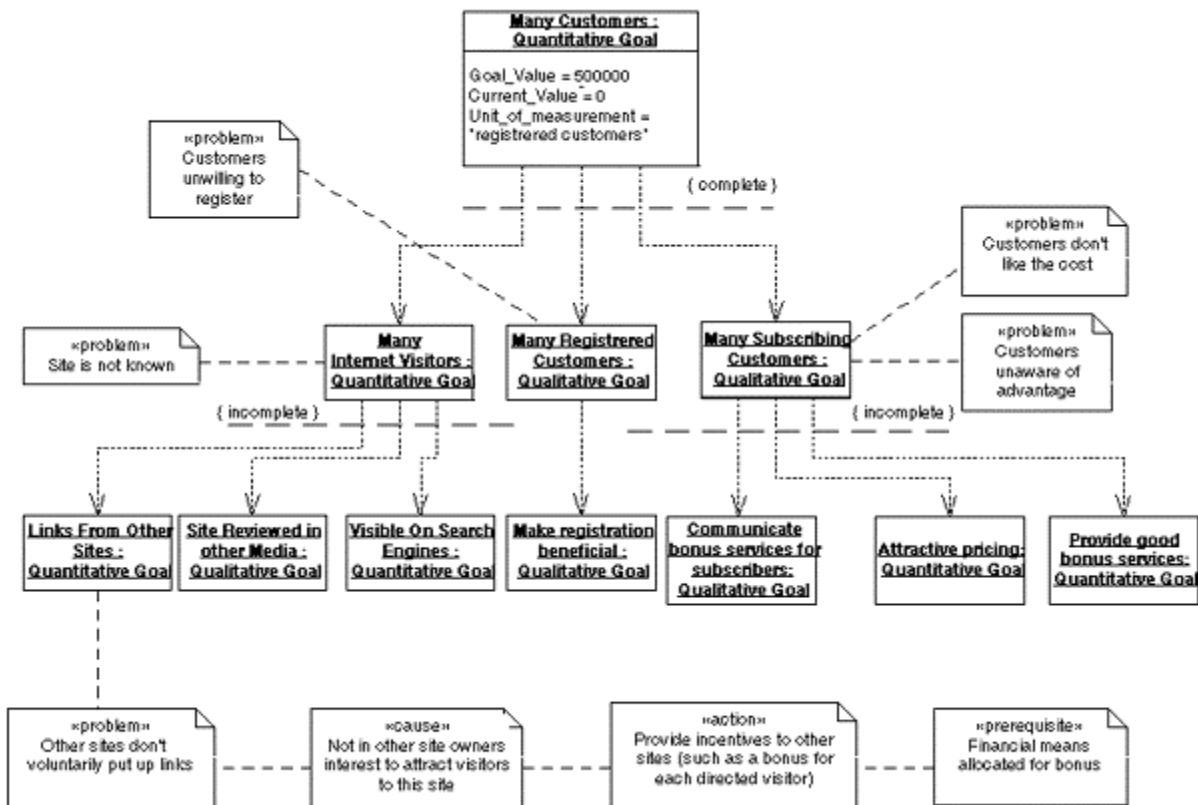 Many Customers :
Quantitative Goal
Goal_Value = 500000
Current_Value = 0
Unit_of_measurement =
"registrered customers"
«problem»
Customers
unwilling to
register
{ complete }
«problem»
Customers don't
like the cost
«problem»
Site is not known
Many
Internet Visitors :
Quantitative Goal
Many Registrered
Customers :
Qualitative Goal
Many Subscribing
Customers :
Qualitative Goal
«problem»
Customers
unaware of
advantage
{ incomplete }
{ incomplete }
Links From Other
Sites :
Quantitative Goal
Site Reviewed in
other Media :
Qualitative Goal
Visible On Search
Engines :
Quantitative Goal
Make registration
beneficial :
Qualitative Goal
Communicate
bonus services for
subscribers:
Qualitative Goal
Attractive pricing:
Quantitative Goal
Provide good
bonus services:
Quantitative Goal
«problem»
Other sites don't
voluntarily put up links
«cause»
Not in other site owners
interest to attract visitors
to this site
«action»
Provide incentives to other
sites (such as a bonus for
each directed visitor)
«prerequisite»
Financial means
allocated for bonus